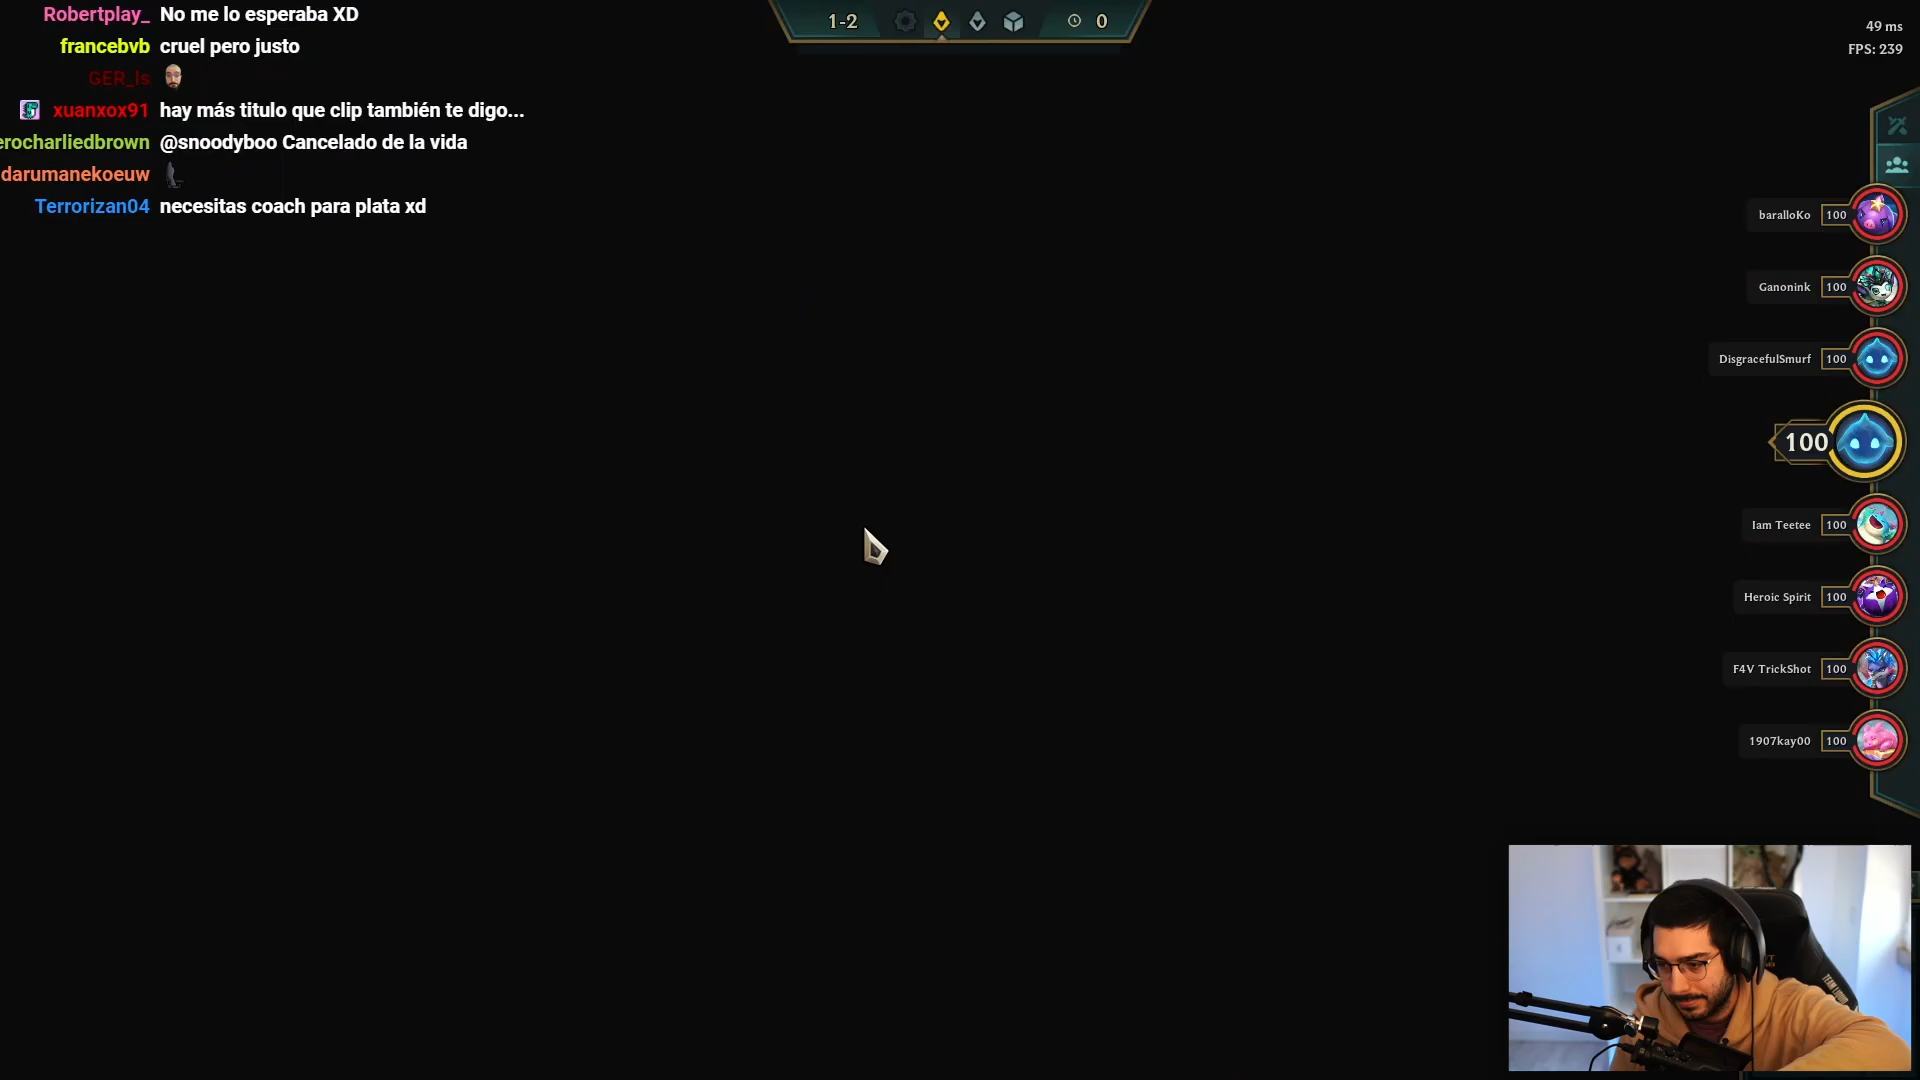 Robertplay_ No me lo esperaba XD
francebvb cruel pero justo
GER_ls
xuanxox91 hay más titulo que clip también te digo...
erocharliedbrown @snoodyboo Cancelado de la vida
darumanekoeuw
Terrorizan04 necesitas coach para plata xd
1-2 0
49 ms
FPS: 239
baralloKo 100
Ganonink 100
DisgracefulSmurf 100
100
Iam Teetee 100
Heroic Spirit 100
F4V TrickShot 100
1907kay00 100